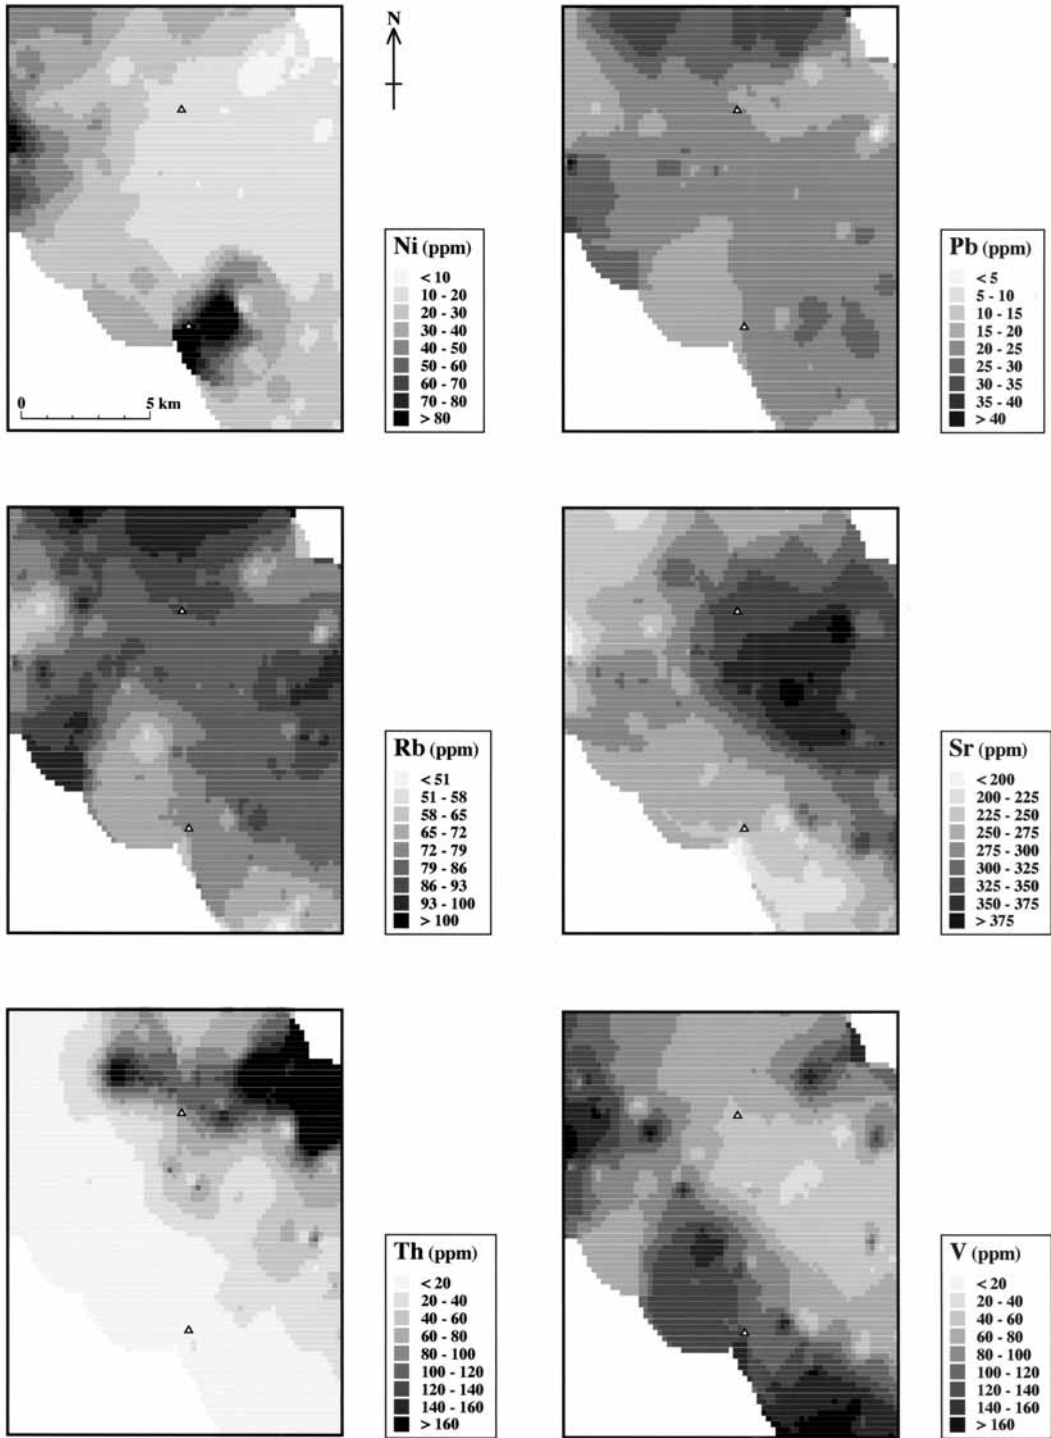 N
Ni (ppm)
< 10
10 - 20
20 - 30
30 - 40
40 - 50
50 - 60
60 - 70
70 - 80
> 80
0 5 km
Pb (ppm)
< 5
5 - 10
10 - 15
15 - 20
20 - 25
25 - 30
30 - 35
35 - 40
> 40
Rb (ppm)
< 51
51 - 58
58 - 65
65 - 72
72 - 79
79 - 86
86 - 93
93 - 100
> 100
Sr (ppm)
< 200
200 - 225
225 - 250
250 - 275
275 - 300
300 - 325
325 - 350
350 - 375
> 375
Th (ppm)
< 20
20 - 40
40 - 60
60 - 80
80 - 100
100 - 120
120 - 140
140 - 160
> 160
V (ppm)
< 20
20 - 40
40 - 60
60 - 80
80 - 100
100 - 120
120 - 140
140 - 160
> 160